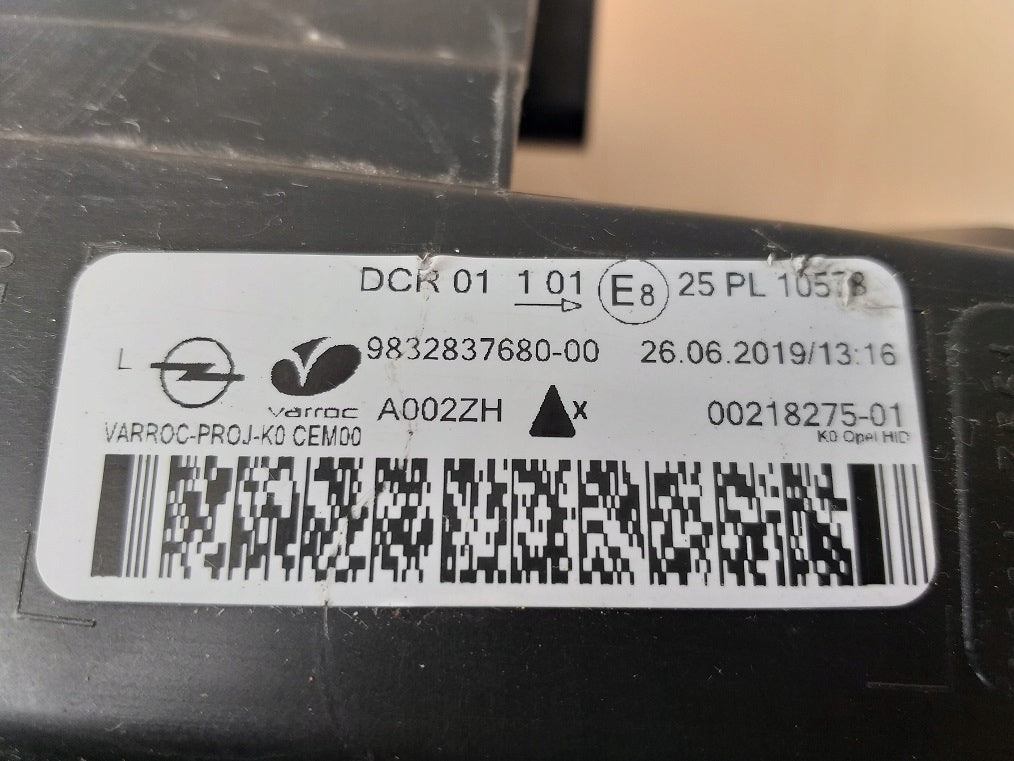 DCR 01 1 01 E8 25 PL 10578
L 9832837680-00 26.06.2019/13:16
varroc A002ZH X 00218275-01
VARROC-PROJ-K0 CEM00 K0 Opel HID